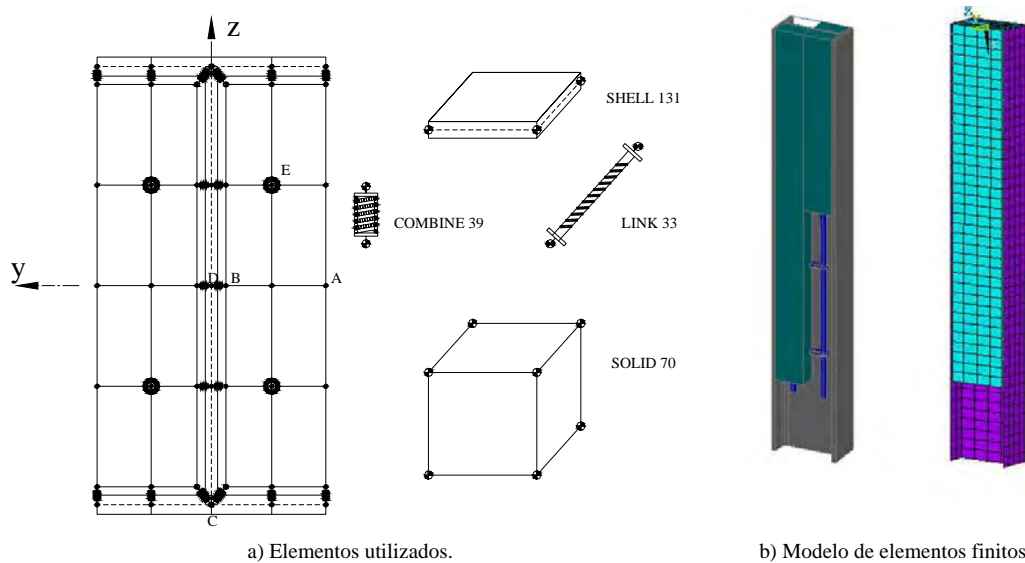 z
SHELL 131
E
COMBINE 39
LINK 33
y
D
B
A
SOLID 70
C
a) Elementos utilizados.
b) Modelo de elementos finitos